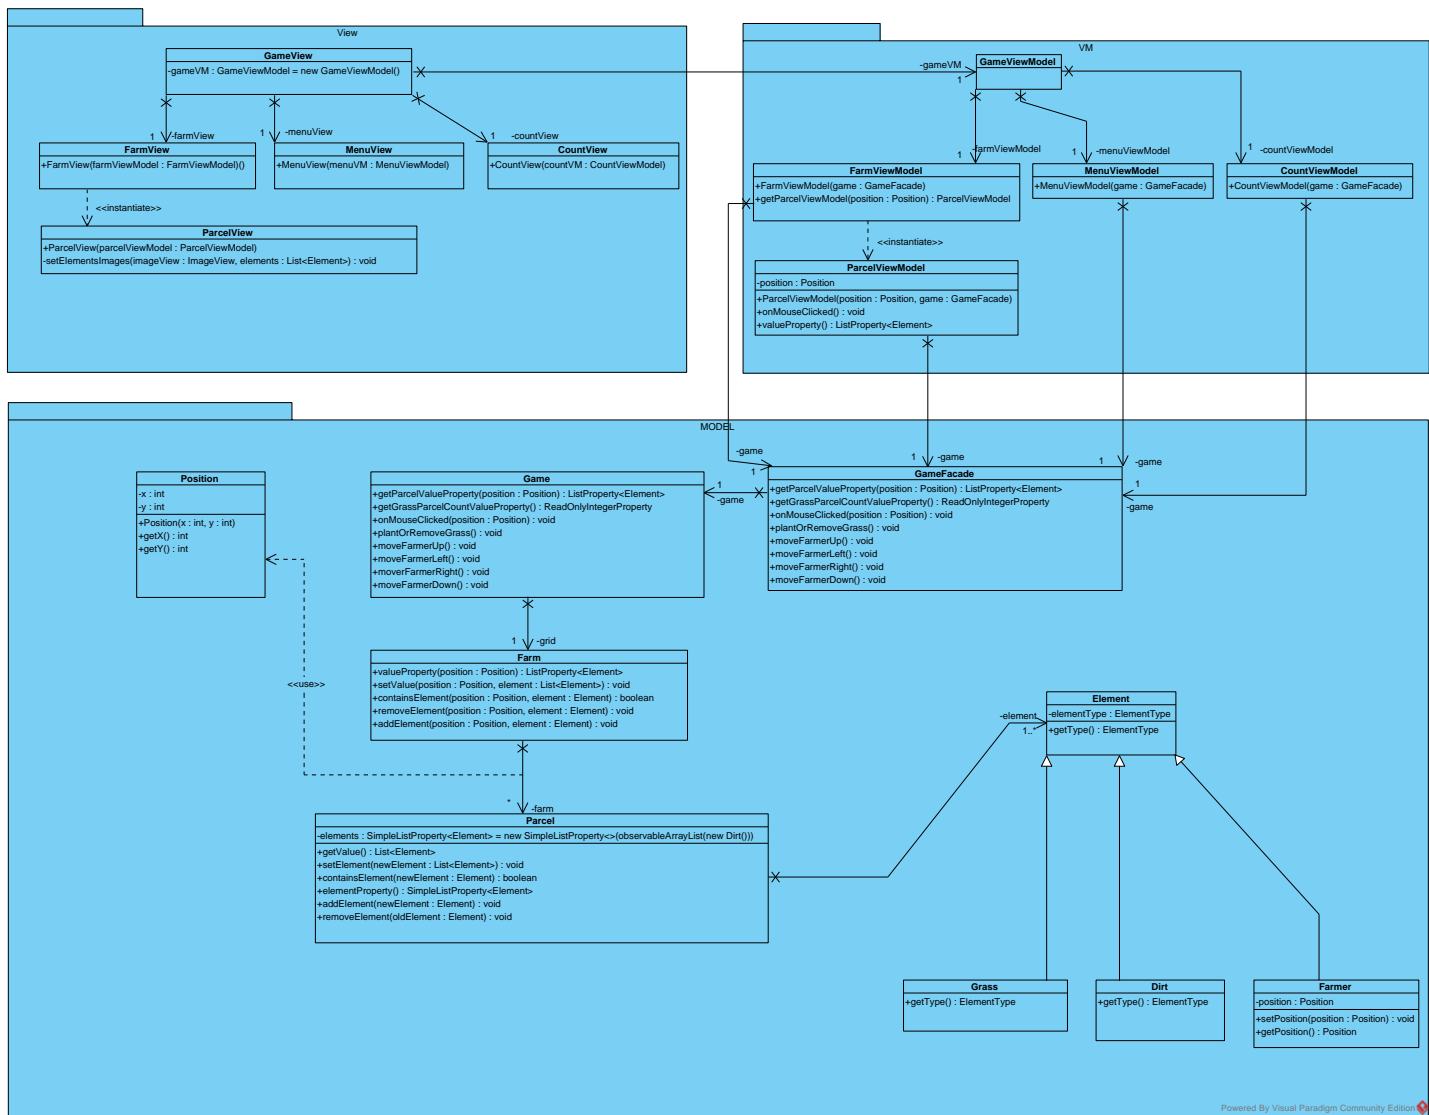 View
GameView
-gameVM : GameViewModel = new GameViewModel()
1
-farmView
1
-menuView
1
-countView
FarmView
+FarmView(farmViewModel : FarmViewModel)()
MenuView
+MenuView(menuVM : MenuViewModel)
CountView
+CountView(countVM : CountViewModel)
<<instantiate>>
ParcelView
+ParcelView(parcelViewModel : ParcelViewModel)
-setElementsImages(imageView : ImageView, elements : List<Element>) : void
VM
-gameVM
1
GameViewModel
1
-farmViewModel
1
-menuViewModel
1
-countViewModel
FarmViewModel
+FarmViewModel(game : GameFacade)
+getParcelViewModel(position : Position) : ParcelViewModel
MenuViewModel
+MenuViewModel(game : GameFacade)
CountViewModel
+CountViewModel(game : GameFacade)
<<instantiate>>
ParcelViewModel
-position : Position
+ParcelViewModel(position : Position, game : GameFacade)
+onMouseClicked() : void
+valueProperty() : ListProperty<Element>
MODEL
-game
1
1
-game
1
-game
1
-game
Position
-x : int
-y : int
+Position(x : int, y : int)
+getX() : int
+getY() : int
Game
+getParcelValueProperty(position : Position) : ListProperty<Element>
+getGrassParcelCountValueProperty() : ReadOnlyIntegerProperty
+onMouseClicked(position : Position) : void
+plantOrRemoveGrass() : void
+moveFarmerUp() : void
+moveFarmerLeft() : void
+moverFarmerRight() : void
+moveFarmerDown() : void
1
-game
GameFacade
+getParcelValueProperty(position : Position) : ListProperty<Element>
+getGrassParcelCountValueProperty() : ReadOnlyIntegerProperty
+onMouseClicked(position : Position) : void
+plantOrRemoveGrass() : void
+moveFarmerUp() : void
+moveFarmerLeft() : void
+moveFarmerRight() : void
+moveFarmerDown() : void
1
-grid
Farm
+valueProperty(position : Position) : ListProperty<Element>
+setValue(position : Position, element : List<Element>) : void
+containsElement(position : Position, element : Element) : boolean
+removeElement(position : Position, element : Element) : void
+addElement(position : Position, element : Element) : void
<<use>>
*
-farm
Parcel
-elements : SimpleListProperty<Element> = new SimpleListProperty<>(observableArrayList(new Dirt()))
+getValue() : List<Element>
+setElement(newElement : List<Element>) : void
+containsElement(newElement : Element) : boolean
+elementProperty() : SimpleListProperty<Element>
+addElement(newElement : Element) : void
+removeElement(oldElement : Element) : void
-element
1..*
Element
-elementType : ElementType
+getType() : ElementType
Grass
+getType() : ElementType
Dirt
+getType() : ElementType
Farmer
-position : Position
+setPosition(position : Position) : void
+getPosition() : Position
Powered By Visual Paradigm Community Edition